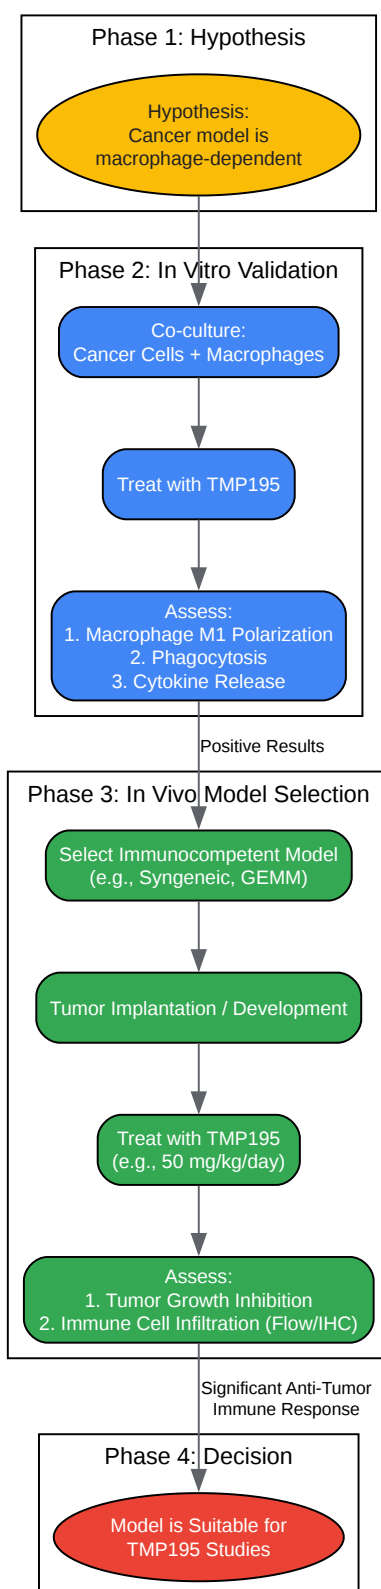 Phase 1: Hypothesis
Hypothesis:
Cancer model is
macrophage-dependent
Phase 2: In Vitro Validation
Co-culture:
Cancer Cells + Macrophages
Treat with TMP195
Assess:
1. Macrophage M1 Polarization
2. Phagocytosis
3. Cytokine Release
Positive Results
Phase 3: In Vivo Model Selection
Select Immunocompetent Model
(e.g., Syngeneic, GEMM)
Tumor Implantation / Development
Treat with TMP195
(e.g., 50 mg/kg/day)
Assess:
1. Tumor Growth Inhibition
2. Immune Cell Infiltration (Flow/IHC)
Significant Anti-Tumor
Immune Response
Phase 4: Decision
Model is Suitable for
TMP195 Studies